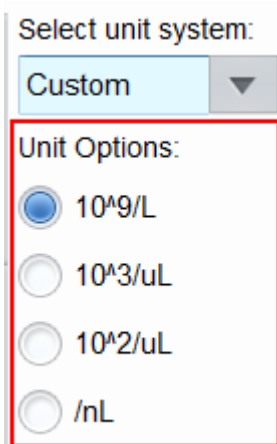 Select unit system:
Custom
Unit Options:
10^9/L
10^3/uL
10^2/uL
/nL